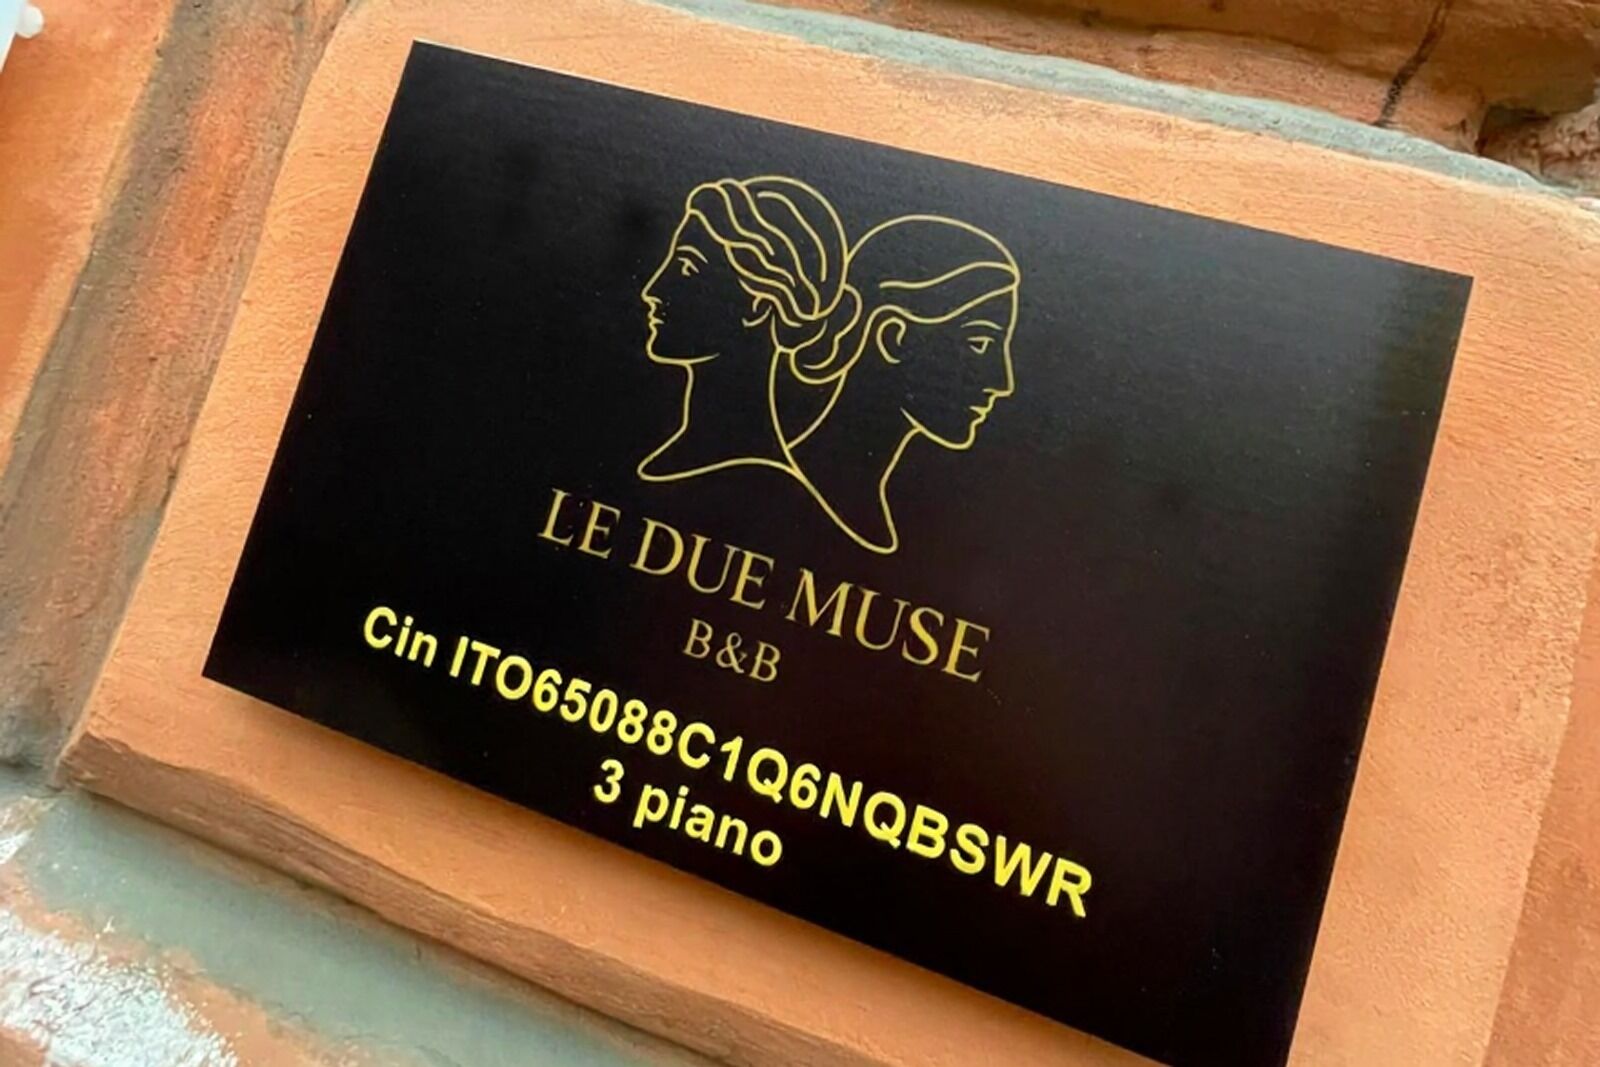 LE DUE MUSE
B&B
Cin ITO65088C1Q6NQBSWR
3 piano